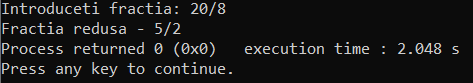 Introduceti fractia: 20/8
Fractia redusa - 5/2
Process returned 0 (0x0)   execution time : 2.048 s
Press any key to continue.